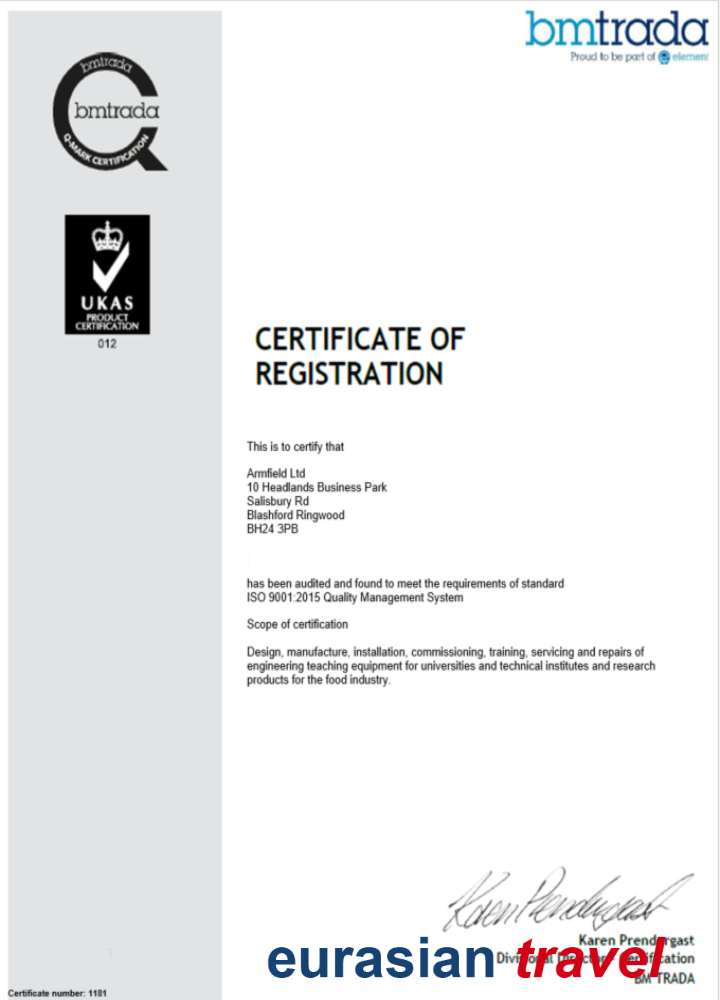 bmtrada
Proud to be part of element
bmtrada
bmtrada
Q-MARK CERTIFICATION
UKAS
PRODUCT
CERTIFICATION
012
CERTIFICATE OF
REGISTRATION
This is to certify that
Armfield Ltd
10 Headlands Business Park
Salisbury Rd
Blashford Ringwood
BH24 3PB
has been audited and found to meet the requirements of standard
ISO 9001:2015 Quality Management System
Scope of certification
Design, manufacture, installation, commissioning, training, servicing and repairs of
engineering teaching equipment for universities and technical institutes and research
products for the food industry.
Karen Prendergast
Karen Prendergast
eurasian travel
BM TRADA
Certificate number: 1181